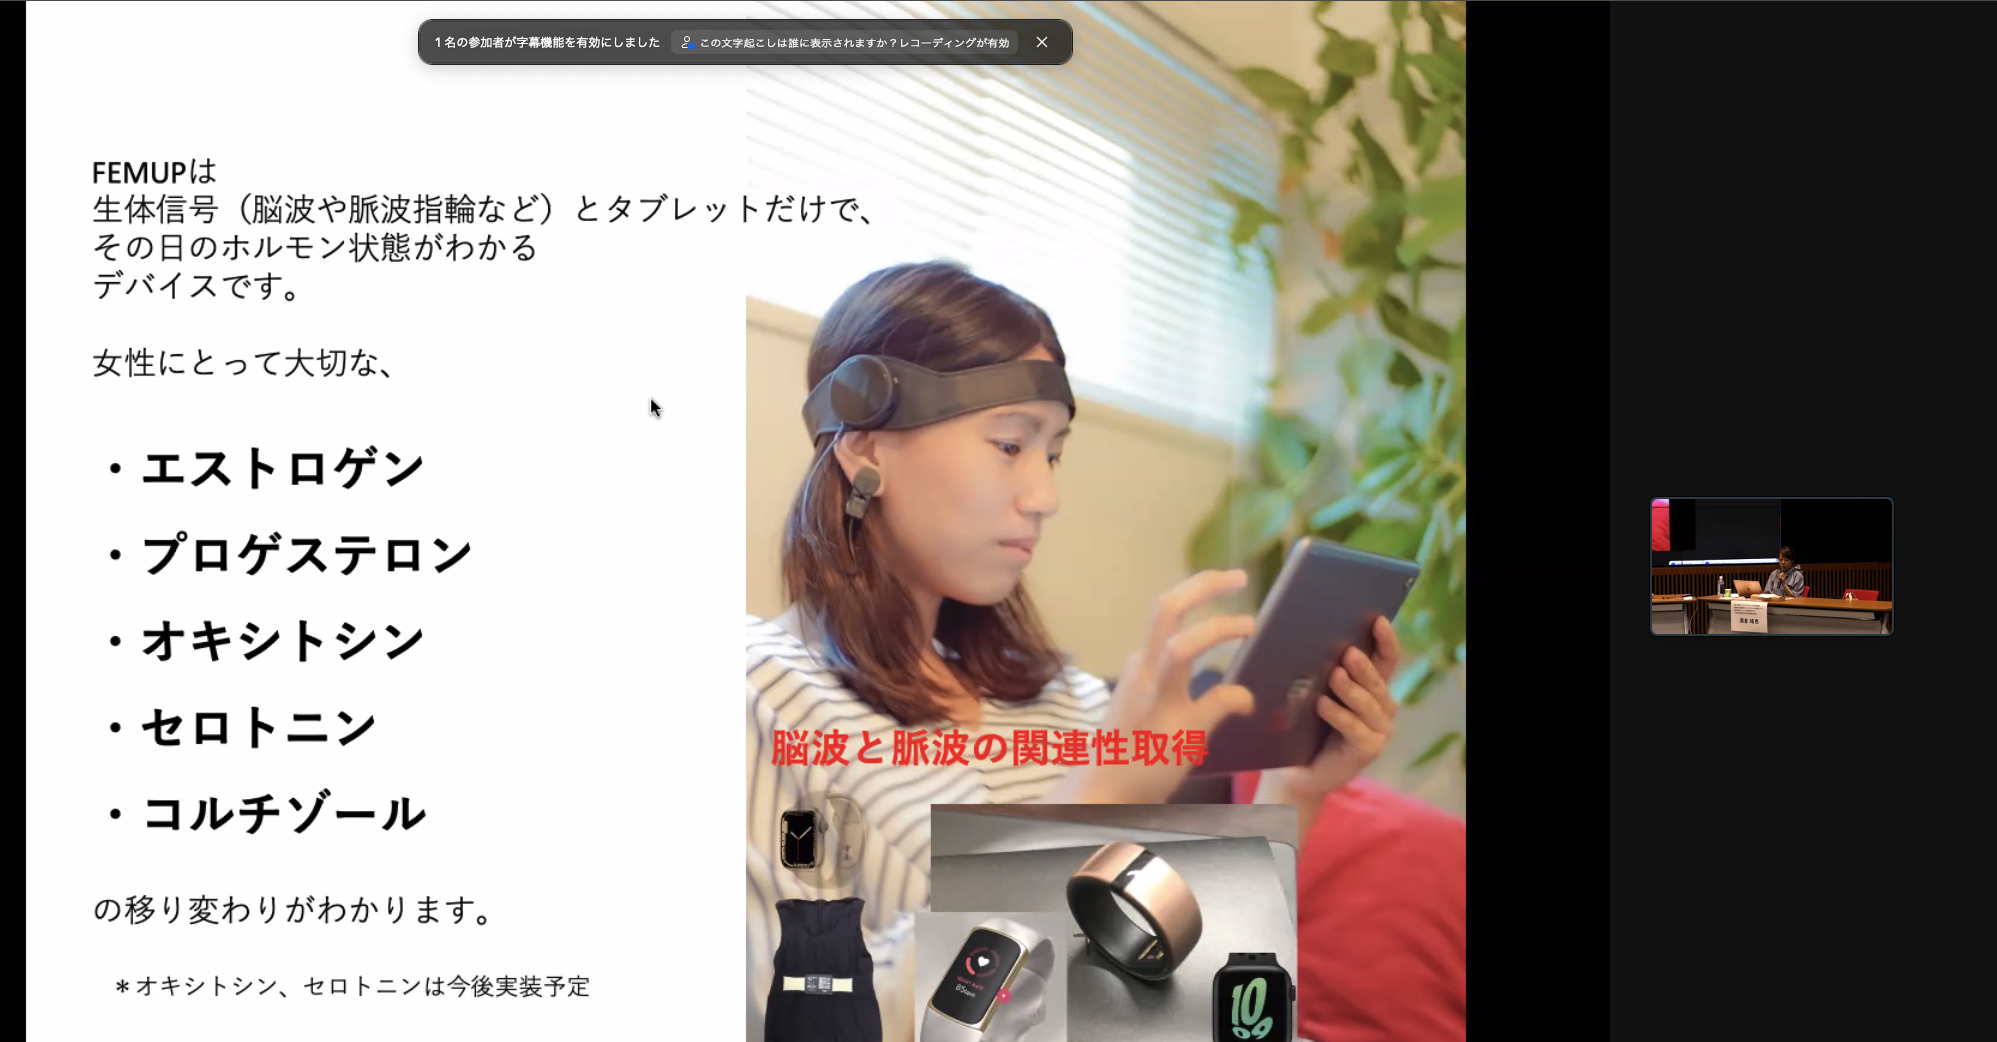 1 名の参加者が字幕機能を有効にしました
この文字起こしは誰に表示されますか？レコーディングが有効
FEMUPは
生体信号（脳波や脈波指輪など）とタブレットだけで、
その日のホルモン状態がわかる
デバイスです。
女性にとって大切な、
・エストロゲン
・プロゲステロン
・オキシトシン
・セロトニン
・コルチゾール
の移り変わりがわかります。
＊オキシトシン、セロトニンは今後実装予定
脳波と脈波の関連性取得
HEART RATE
85bpm
10
09